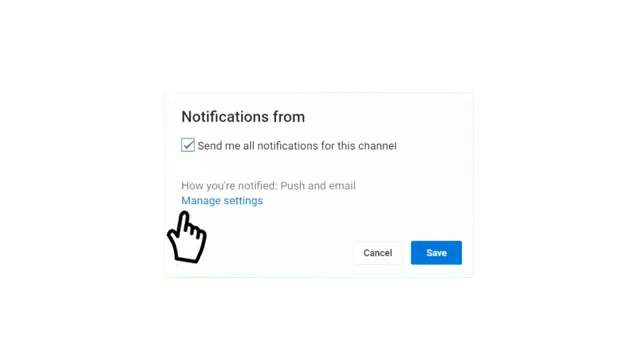 Notifications from
Send me all notifications for this channel
How you're notified: Push and email
Manage settings
Cancel
Save